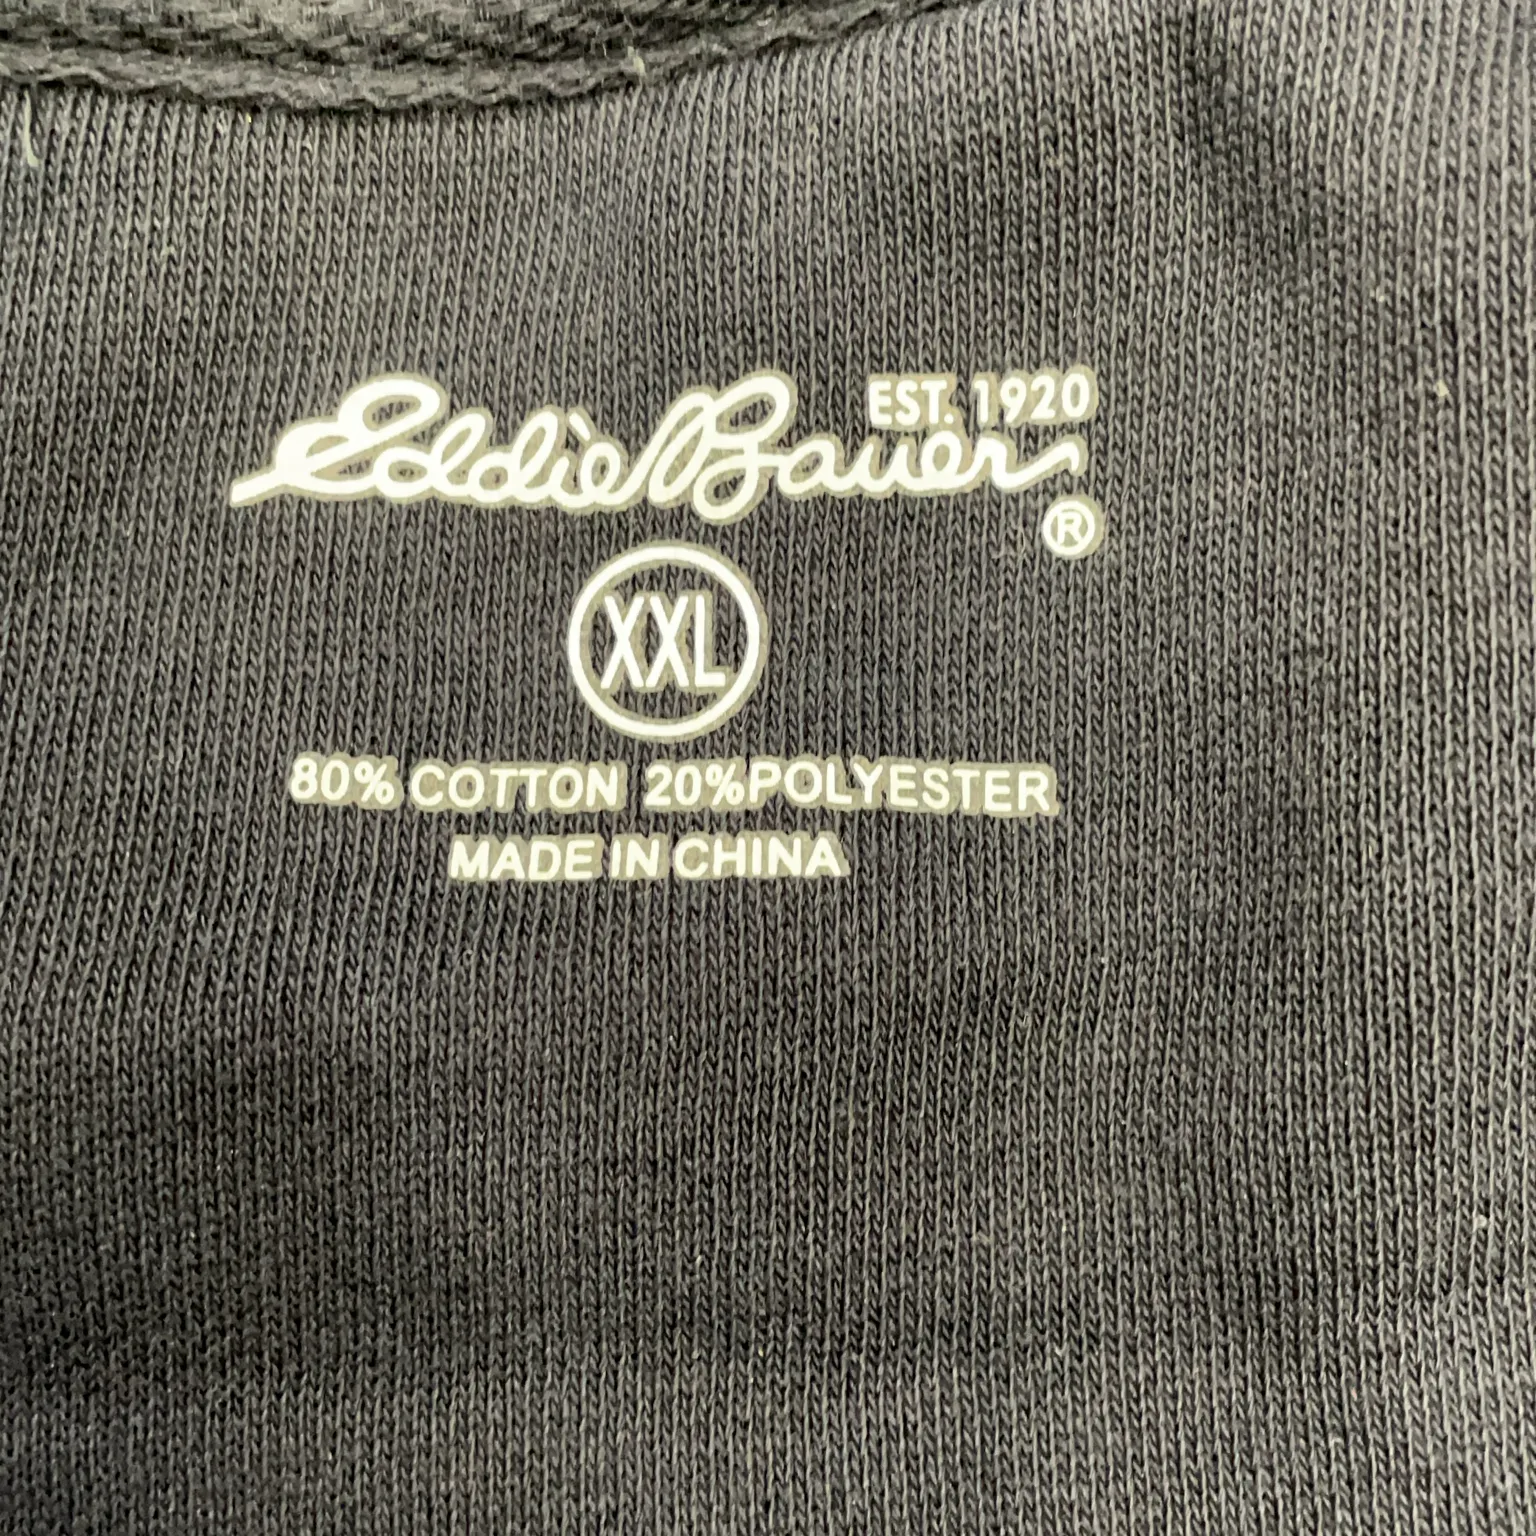 EST. 1920
Eddie Bauer
®
XXL
80% COTTON 20%POLYESTER
MADE IN CHINA